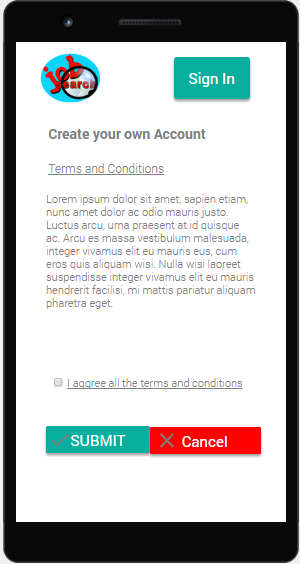 job
search
Sign In
Create your own Account
Terms and Conditions
Lorem ipsum dolor sit amet, sapien etiam,
nunc amet dolor ac odio mauris justo.
Luctus arcu, urna praesent at id quisque
ac. Arcu es massa vestibulum malesuada,
integer vivamus elit eu mauris eus, cum
eros quis aliquam wisi. Nulla wisi laoreet
suspendisse integer vivamus elit eu mauris
hendrerit facilisi, mi mattis pariatur aliquam
pharetra eget.
I aggree all the terms and conditions
SUBMIT
Cancel